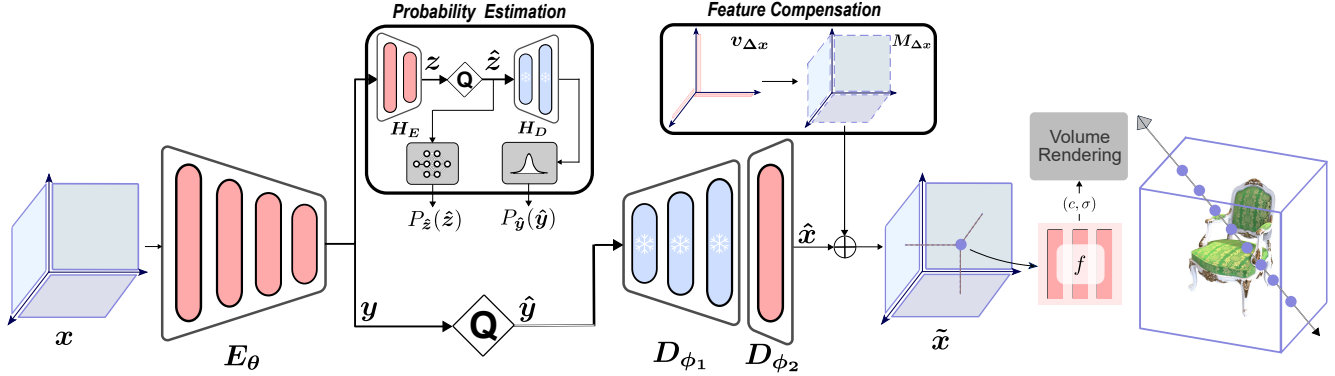 Probability Estimation
Feature Compensation
z
Q
ẑ
H_E
H_D
v_Δx
M_Δx
P_ẑ(ẑ)
P_ŷ(ŷ)
Volume
Rendering
(c, σ)
x
E_θ
y
Q
ŷ
D_ϕ1
D_ϕ2
x̂
x̃
f